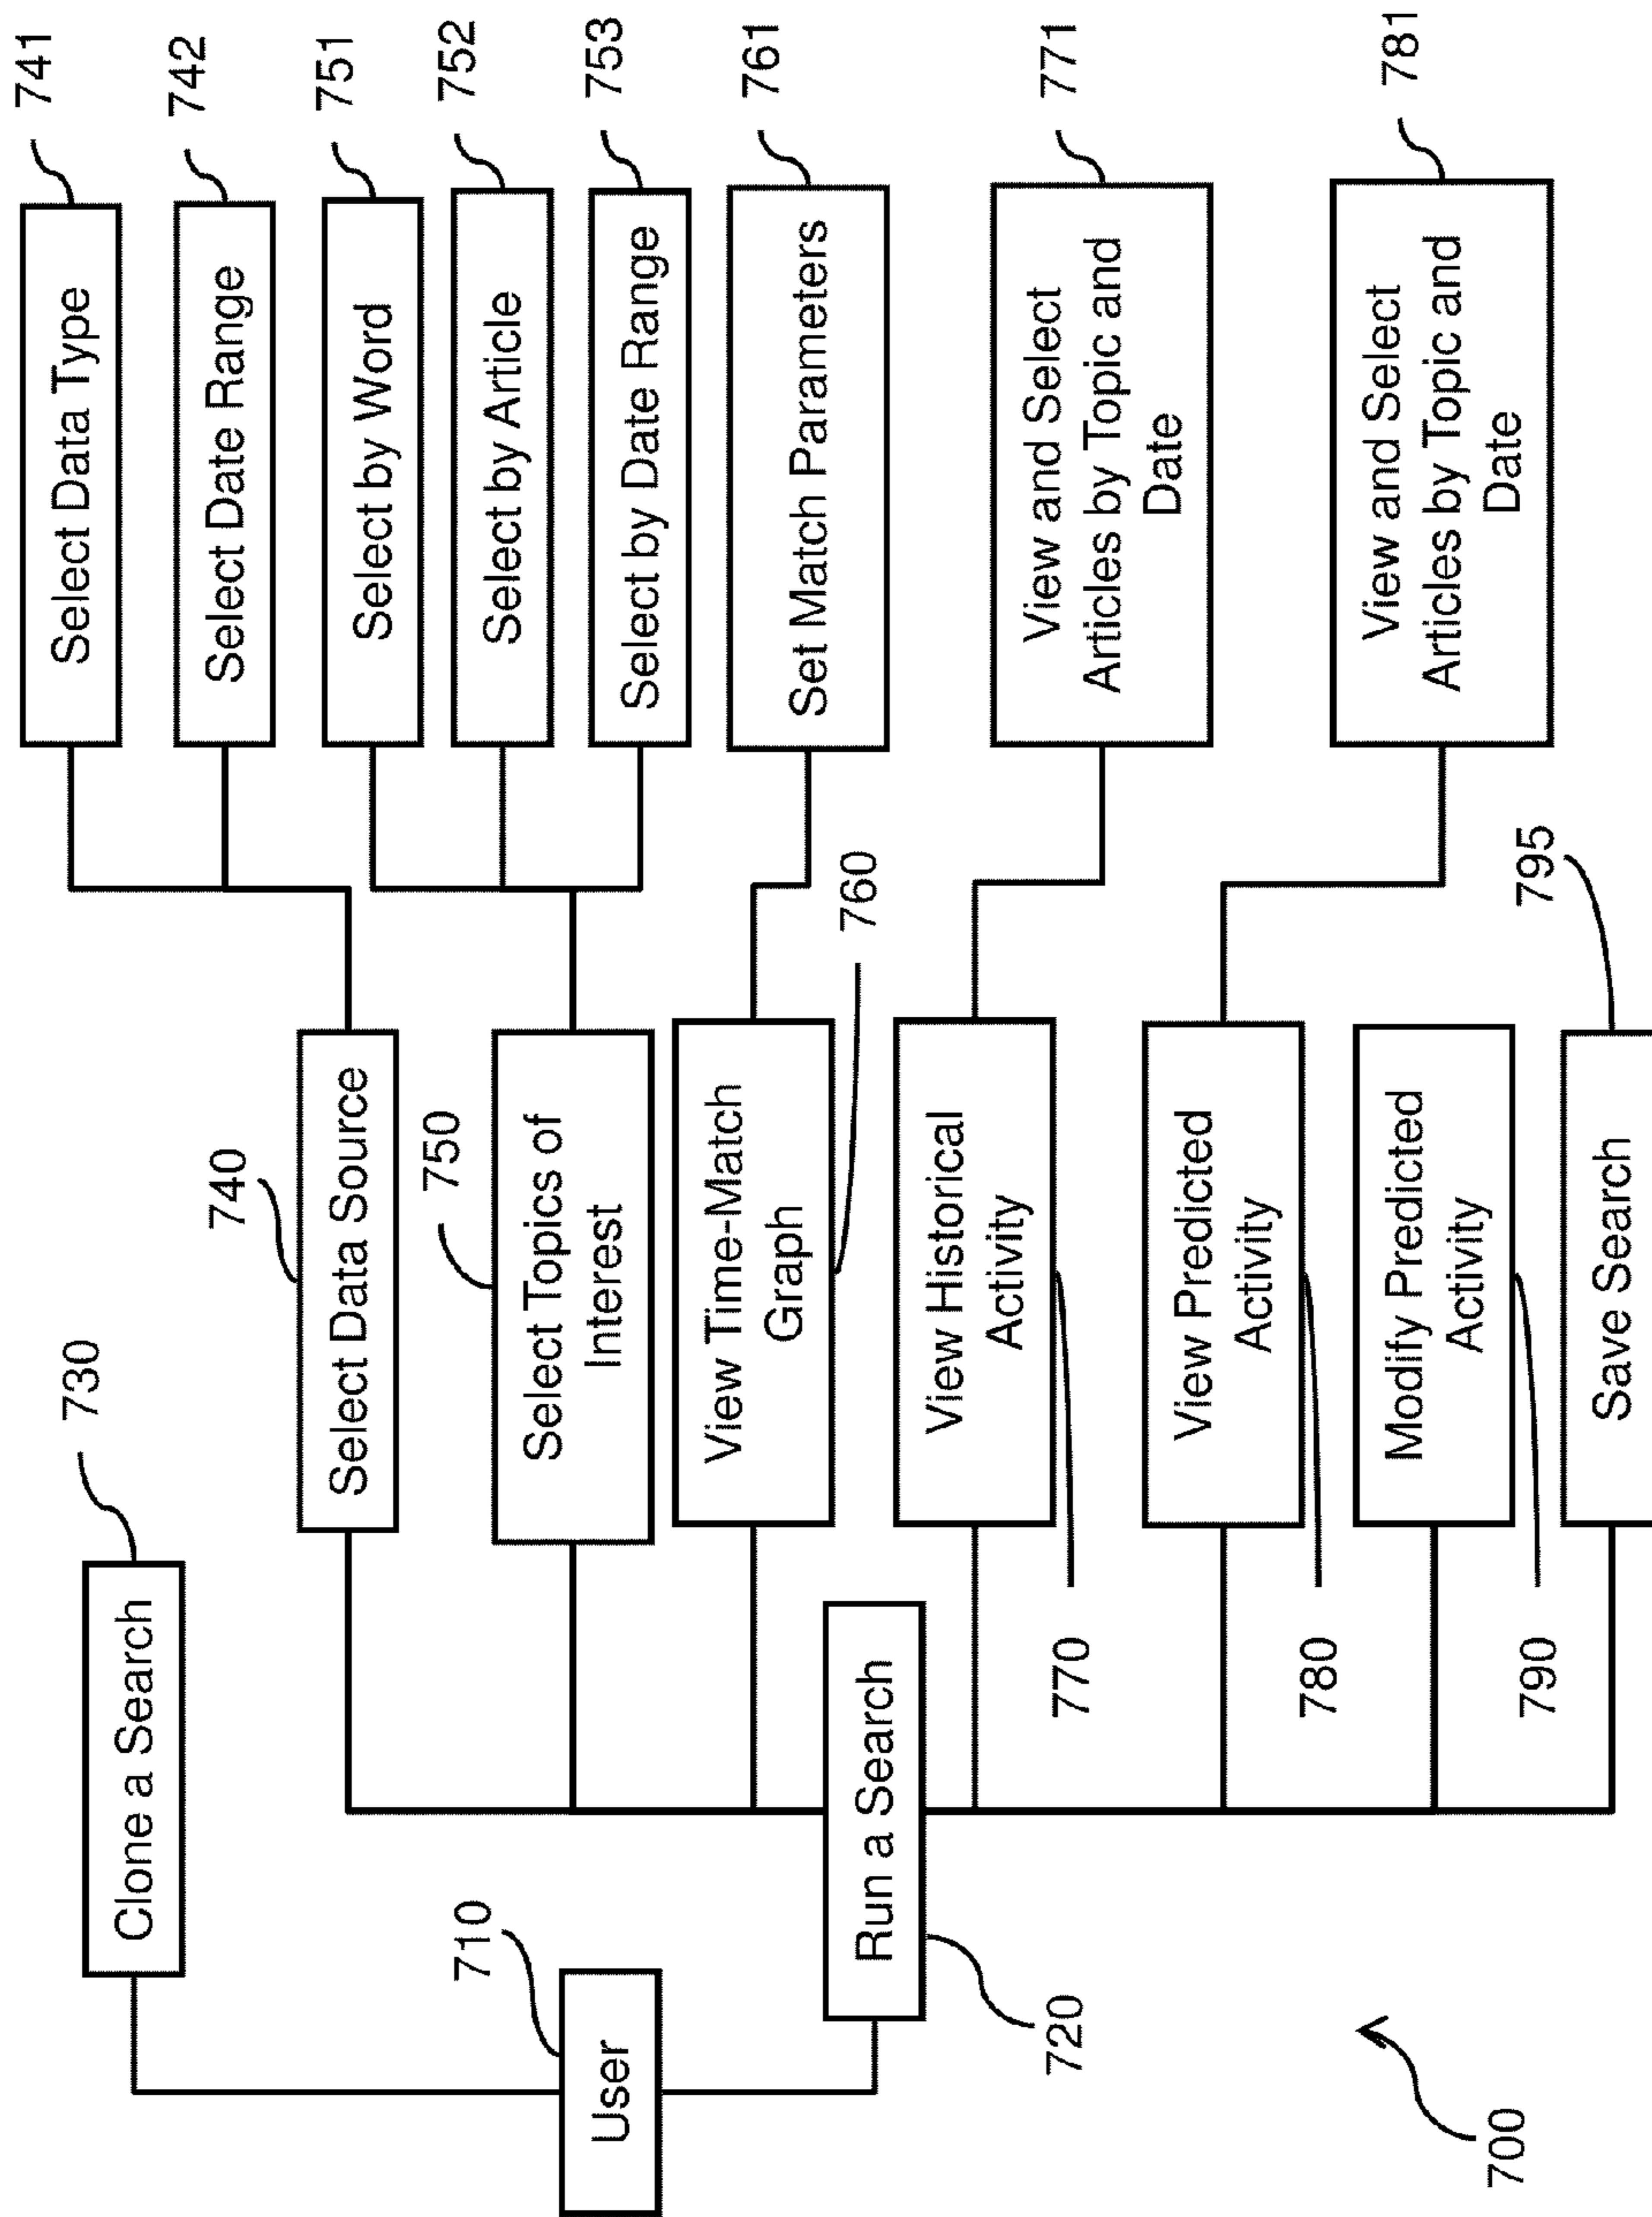 700
710
User
720
Run a Search
730
Clone a Search
740
Select Data Source
741
Select Data Type
742
Select Date Range
750
Select Topics of
Interest
751
Select by Word
752
Select by Article
753
Select by Date Range
760
View Time-Match
Graph
761
Set Match Parameters
770
View Historical
Activity
771
View and Select
Articles by Topic and
Date
780
View Predicted
Activity
781
View and Select
Articles by Topic and
Date
790
Modify Predicted
Activity
795
Save Search